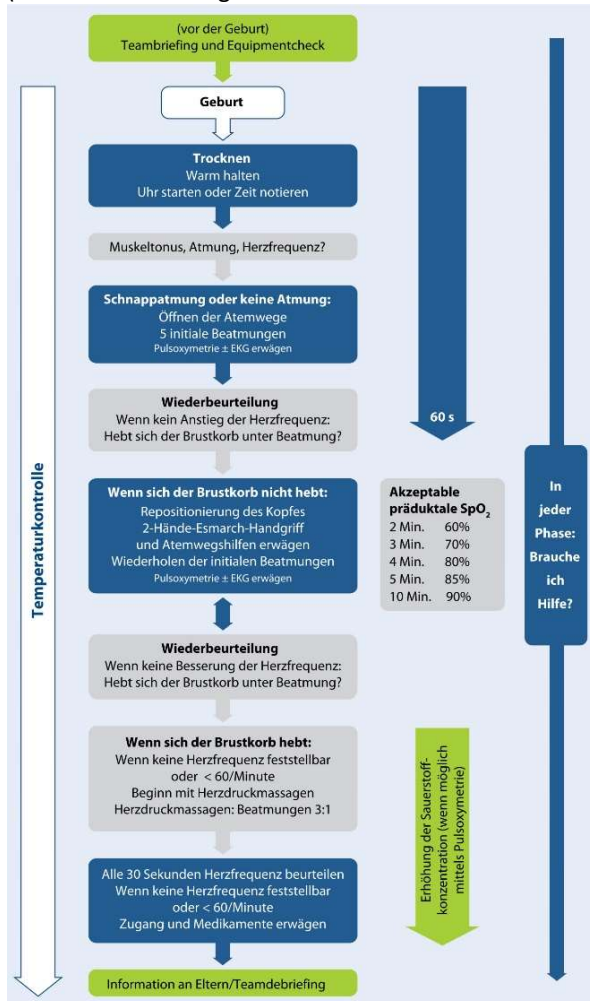 (vor der Geburt)
Teambriefing und Equipmentcheck
Geburt
Trocknen
Warm halten
Uhr starten oder Zeit notieren
Muskeltonus, Atmung, Herzfrequenz?
Schnappatmung oder keine Atmung:
Öffnen der Atemwege
5 initiale Beatmungen
Pulsoxymetrie ± EKG erwägen
Wiederbeurteilung
Wenn kein Anstieg der Herzfrequenz:
Hebt sich der Brustkorb unter Beatmung?
Wenn sich der Brustkorb nicht hebt:
Repositionierung des Kopfes
2-Hände-Esmarch-Handgriff
und Atemwegshilfen erwägen
Wiederholen der initialen Beatmungen
Pulsoxymetrie ± EKG erwägen
Wiederbeurteilung
Wenn keine Besserung der Herzfrequenz:
Hebt sich der Brustkorb unter Beatmung?
Wenn sich der Brustkorb hebt:
Wenn keine Herzfrequenz feststellbar
oder < 60/Minute
Beginn mit Herzdruckmassagen
Herzdruckmassagen: Beatmungen 3:1
Alle 30 Sekunden Herzfrequenz beurteilen
Wenn keine Herzfrequenz feststellbar
oder < 60/Minute
Zugang und Medikamente erwägen
Information an Eltern/Teamdebriefing
Temperaturkontrolle
60 s
Akzeptable
präduktale SpO₂
2 Min. 60%
3 Min. 70%
4 Min. 80%
5 Min. 85%
10 Min. 90%
Erhöhung der Sauerstoff-
konzentration (wenn möglich
mittels Pulsoxymetrie)
In
jeder
Phase:
Brauche
ich
Hilfe?